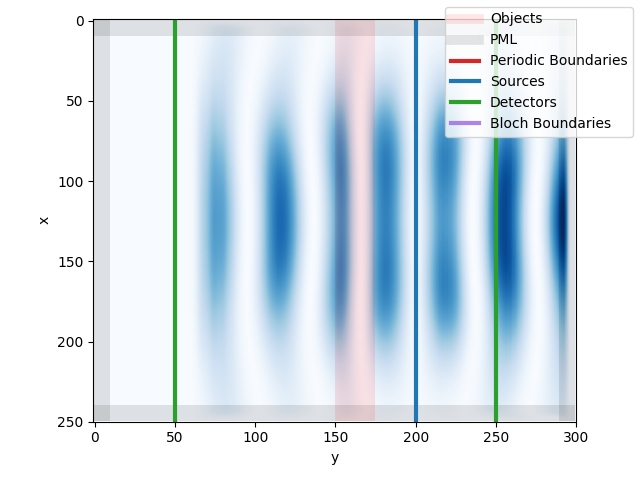 Objects
PML
Periodic Boundaries
Sources
Detectors
Bloch Boundaries
0
50
100
150
200
250
x
0
50
100
150
200
250
300
y